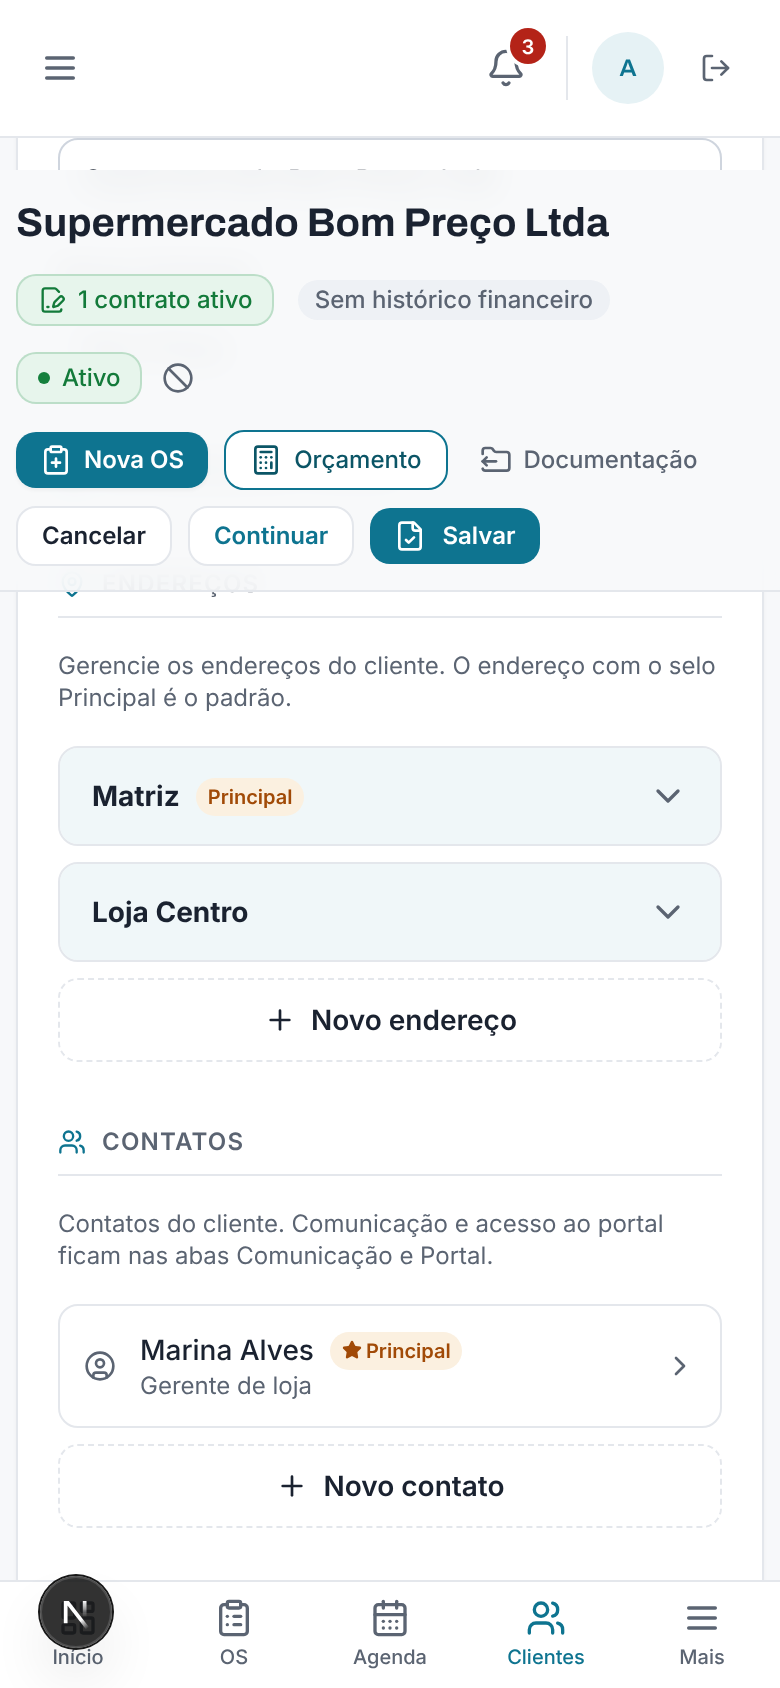 3
A
Supermercado Bom Preço Ltda
1 contrato ativo
Sem histórico financeiro
Ativo
Nova OS
Orçamento
Documentação
Cancelar
Continuar
Salvar
ENDEREÇOS
Gerencie os endereços do cliente. O endereço com o selo
Principal é o padrão.
Matriz
Principal
Loja Centro
Novo endereço
CONTATOS
Contatos do cliente. Comunicação e acesso ao portal
ficam nas abas Comunicação e Portal.
Marina Alves
Principal
Gerente de loja
Novo contato
N
Início
OS
Agenda
Clientes
Mais